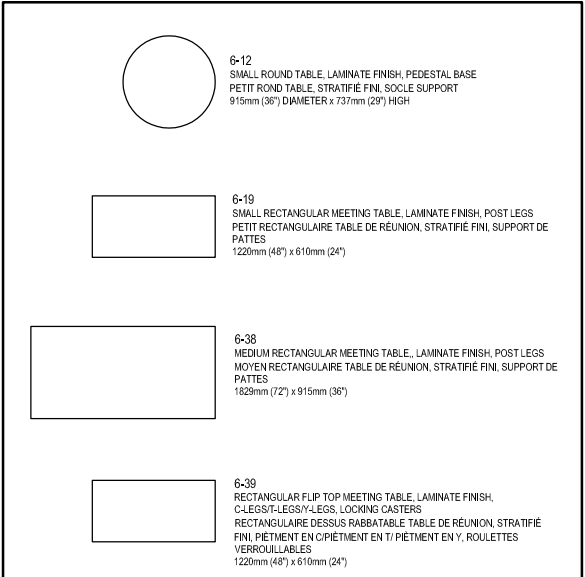 6-12
SMALL ROUND TABLE, LAMINATE FINISH, PEDESTAL BASE
PETIT ROND TABLE, STRATIFIÉ FINI, SOCLE SUPPORT
915mm (36") DIAMETER x 737mm (29") HIGH
6-19
SMALL RECTANGULAR MEETING TABLE, LAMINATE FINISH, POST LEGS
PETIT RECTANGULAIRE TABLE DE RÉUNION, STRATIFIÉ FINI, SUPPORT DE
PATTES
1220mm (48") x 610mm (24")
6-38
MEDIUM RECTANGULAR MEETING TABLE,, LAMINATE FINISH, POST LEGS
MOYEN RECTANGULAIRE TABLE DE RÉUNION, STRATIFIÉ FINI, SUPPORT DE
PATTES
1829mm (72") x 915mm (36")
6-39
RECTANGULAR FLIP TOP MEETING TABLE, LAMINATE FINISH,
C-LEGS/T-LEGS/Y-LEGS, LOCKING CASTERS
RECTANGULAIRE DESSUS RABBATABLE TABLE DE RÉUNION, STRATIFIÉ
FINI, PIÈTMENT EN C/PIÈTMENT EN T/ PIÈTMENT EN Y, ROULETTES
VERROUILLABLES
1220mm (48") x 610mm (24")